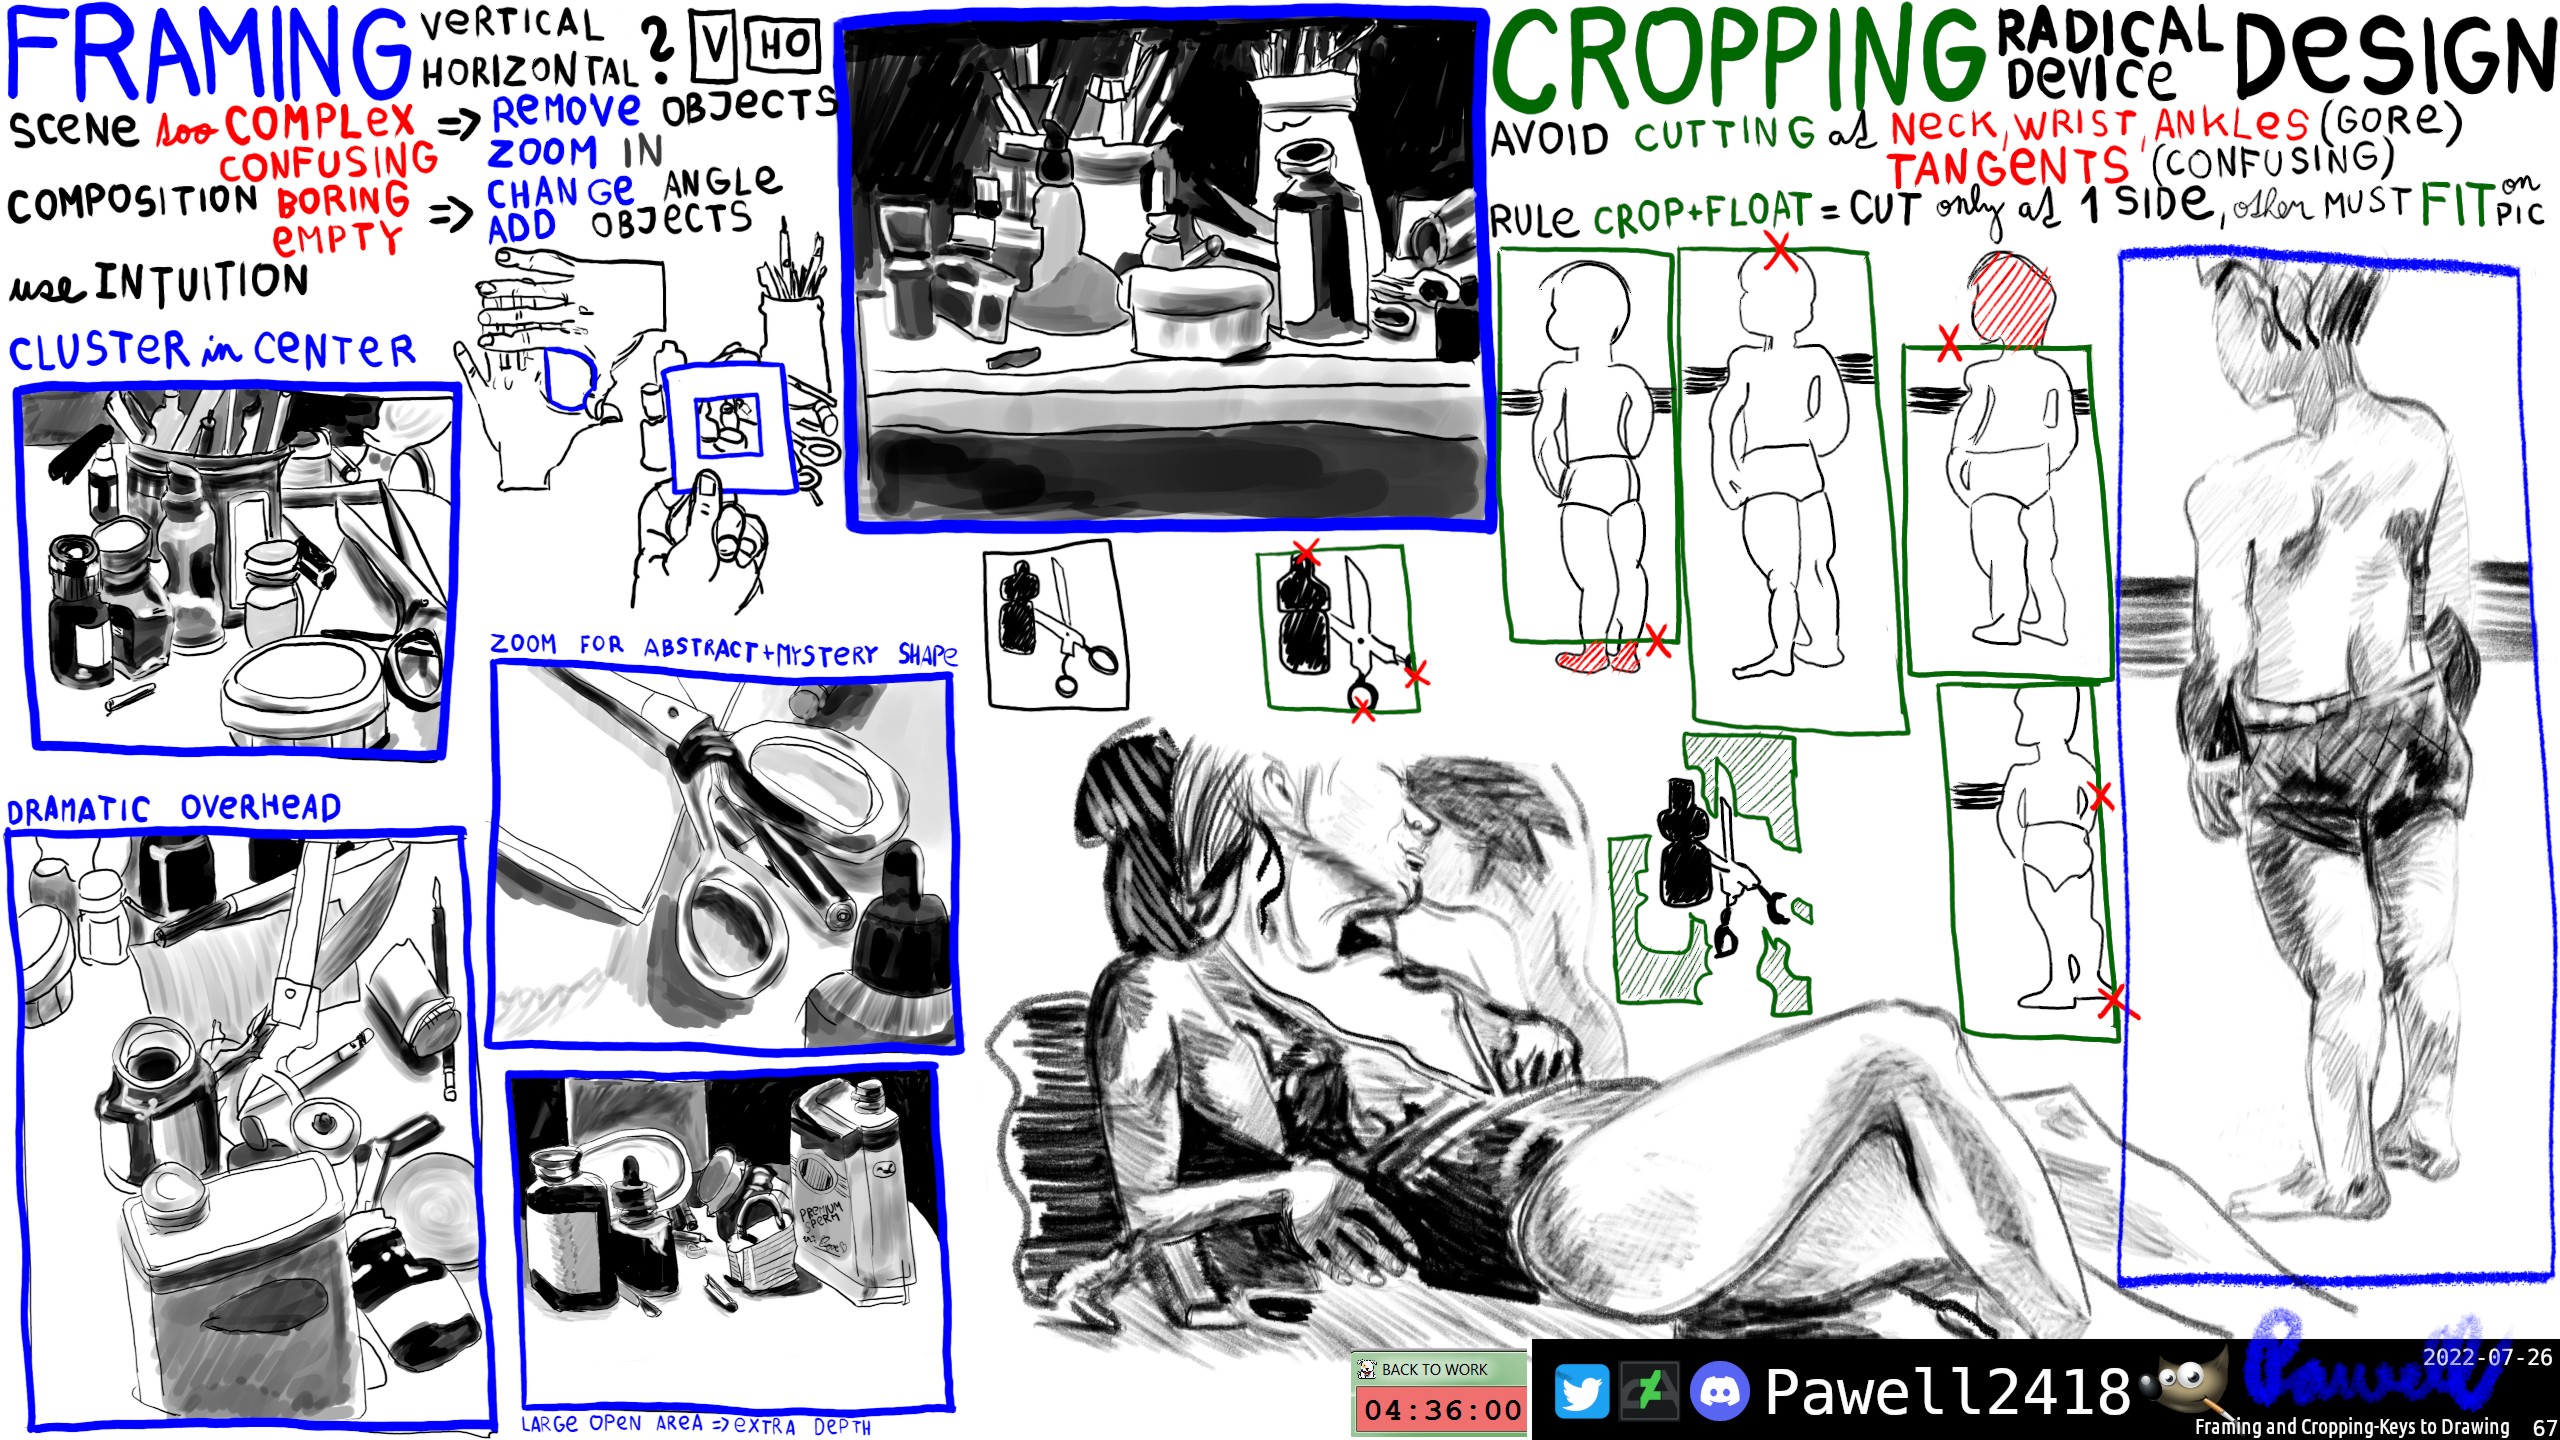 FRAMING VERTICAL HORIZONTAL ? V HO
SCENE too COMPLEX CONFUSING => REMOVE OBJECTS
ZOOM IN
COMPOSITION BORING EMPTY => CHANGE ANGLE
ADD OBJECTS
use INTUITION
CLUSTER in CENTER
ZOOM FOR ABSTRACT+MYSTERY SHAPE
DRAMATIC OVERHEAD
PREMIUM
SPERM
LARGE OPEN AREA => EXTRA DEPTH
CROPPING RADICAL DEVICE DESIGN
AVOID CUTTING at NECK, WRIST, ANKLES (GORE)
TANGENTS (CONFUSING)
RULE CROP+FLOAT = CUT only at 1 SIDE, other MUST FIT on PIC
BACK TO WORK
04:36:00
Pawell2418
Pawell
2022-07-26
Framing and Cropping-Keys to Drawing 67